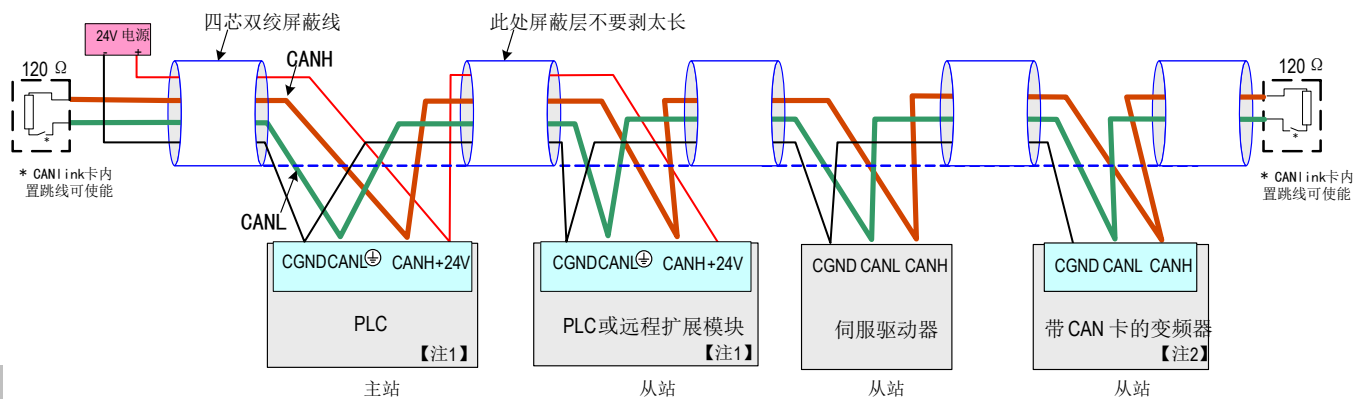 四芯双绞屏蔽线
此处屏蔽层不要剥太长
24V 电源
- +
CANH
120 Ω
120 Ω
*
*
* CANlink卡内
置跳线可使能
* CANlink卡内
置跳线可使能
CANL
CGND CANL CANH +24V
CGND CANL CANH +24V
CGND CANL CANH
CGND CANL CANH
PLC
【注1】
PLC或远程扩展模块
【注1】
伺服驱动器
带 CAN 卡的变频器
【注2】
主站
从站
从站
从站